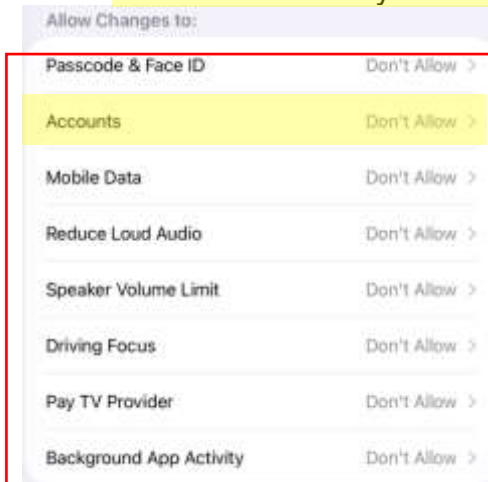 Allow Changes to:
Passcode & Face ID Don't Allow >
Accounts Don't Allow >
Mobile Data Don't Allow >
Reduce Loud Audio Don't Allow >
Speaker Volume Limit Don't Allow >
Driving Focus Don't Allow >
Pay TV Provider Don't Allow >
Background App Activity Don't Allow >